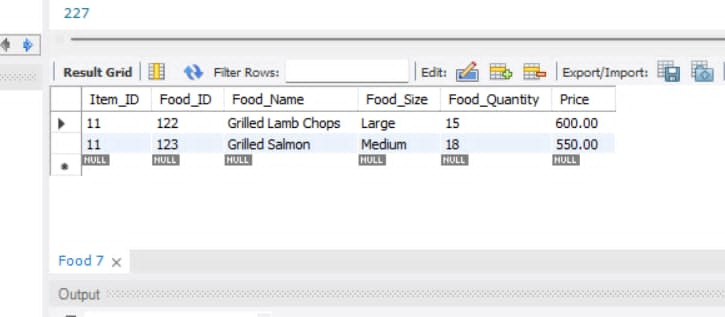 227
Result Grid Filter Rows: Edit: Export/Import:
Item_ID Food_ID Food_Name Food_Size Food_Quantity Price
11 122 Grilled Lamb Chops Large 15 600.00
11 123 Grilled Salmon Medium 18 550.00
NULL NULL NULL NULL NULL NULL
Food 7
Output